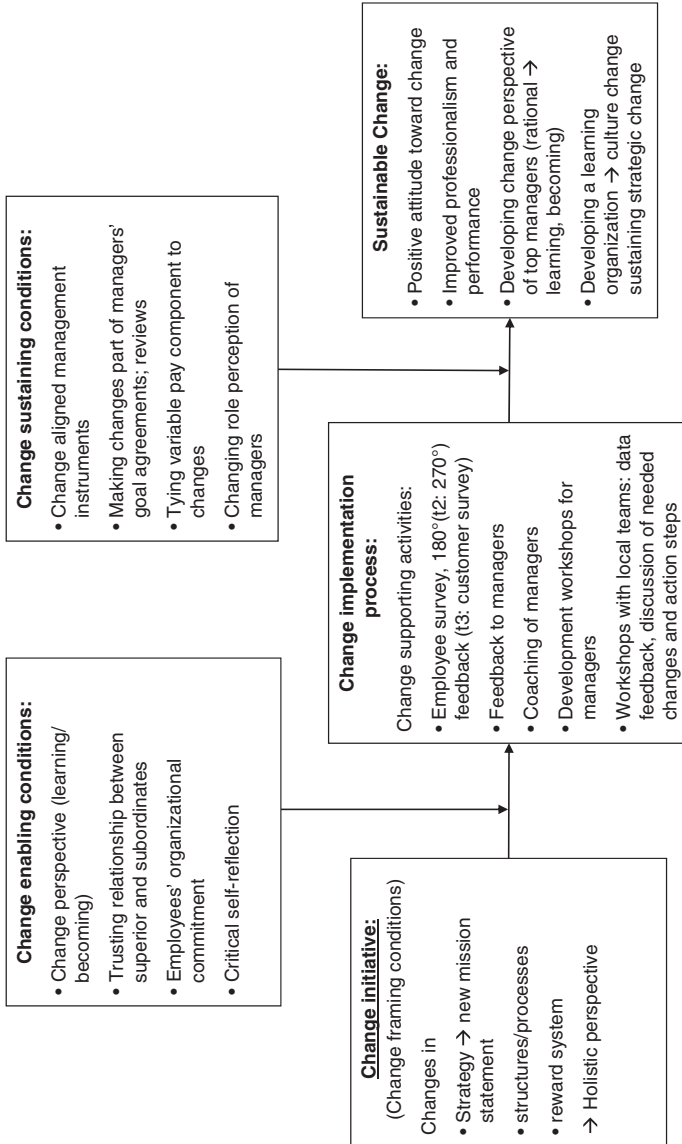 Change enabling conditions:
• Change perspective (learning/
becoming)
• Trusting relationship between
superior and subordinates
• Employees' organizational
commitment
• Critical self-reflection
Change sustaining conditions:
• Change aligned management
instruments
• Making changes part of managers'
goal agreements; reviews
• Tying variable pay component to
changes
• Changing role perception of
managers
Change initiative:
(Change framing conditions)
Changes in
• Strategy → new mission
statement
• structures/processes
• reward system
→ Holistic perspective
Change implementation
process:
Change supporting activities:
• Employee survey, 180°(t2: 270°)
feedback (t3: customer survey)
• Feedback to managers
• Coaching of managers
• Development workshops for
managers
• Workshops with local teams: data
feedback, discussion of needed
changes and action steps
Sustainable Change:
• Positive attitude toward change
• Improved professionalism and
performance
• Developing change perspective
of top managers (rational →
learning, becoming)
• Developing a learning
organization → culture change
sustaining strategic change